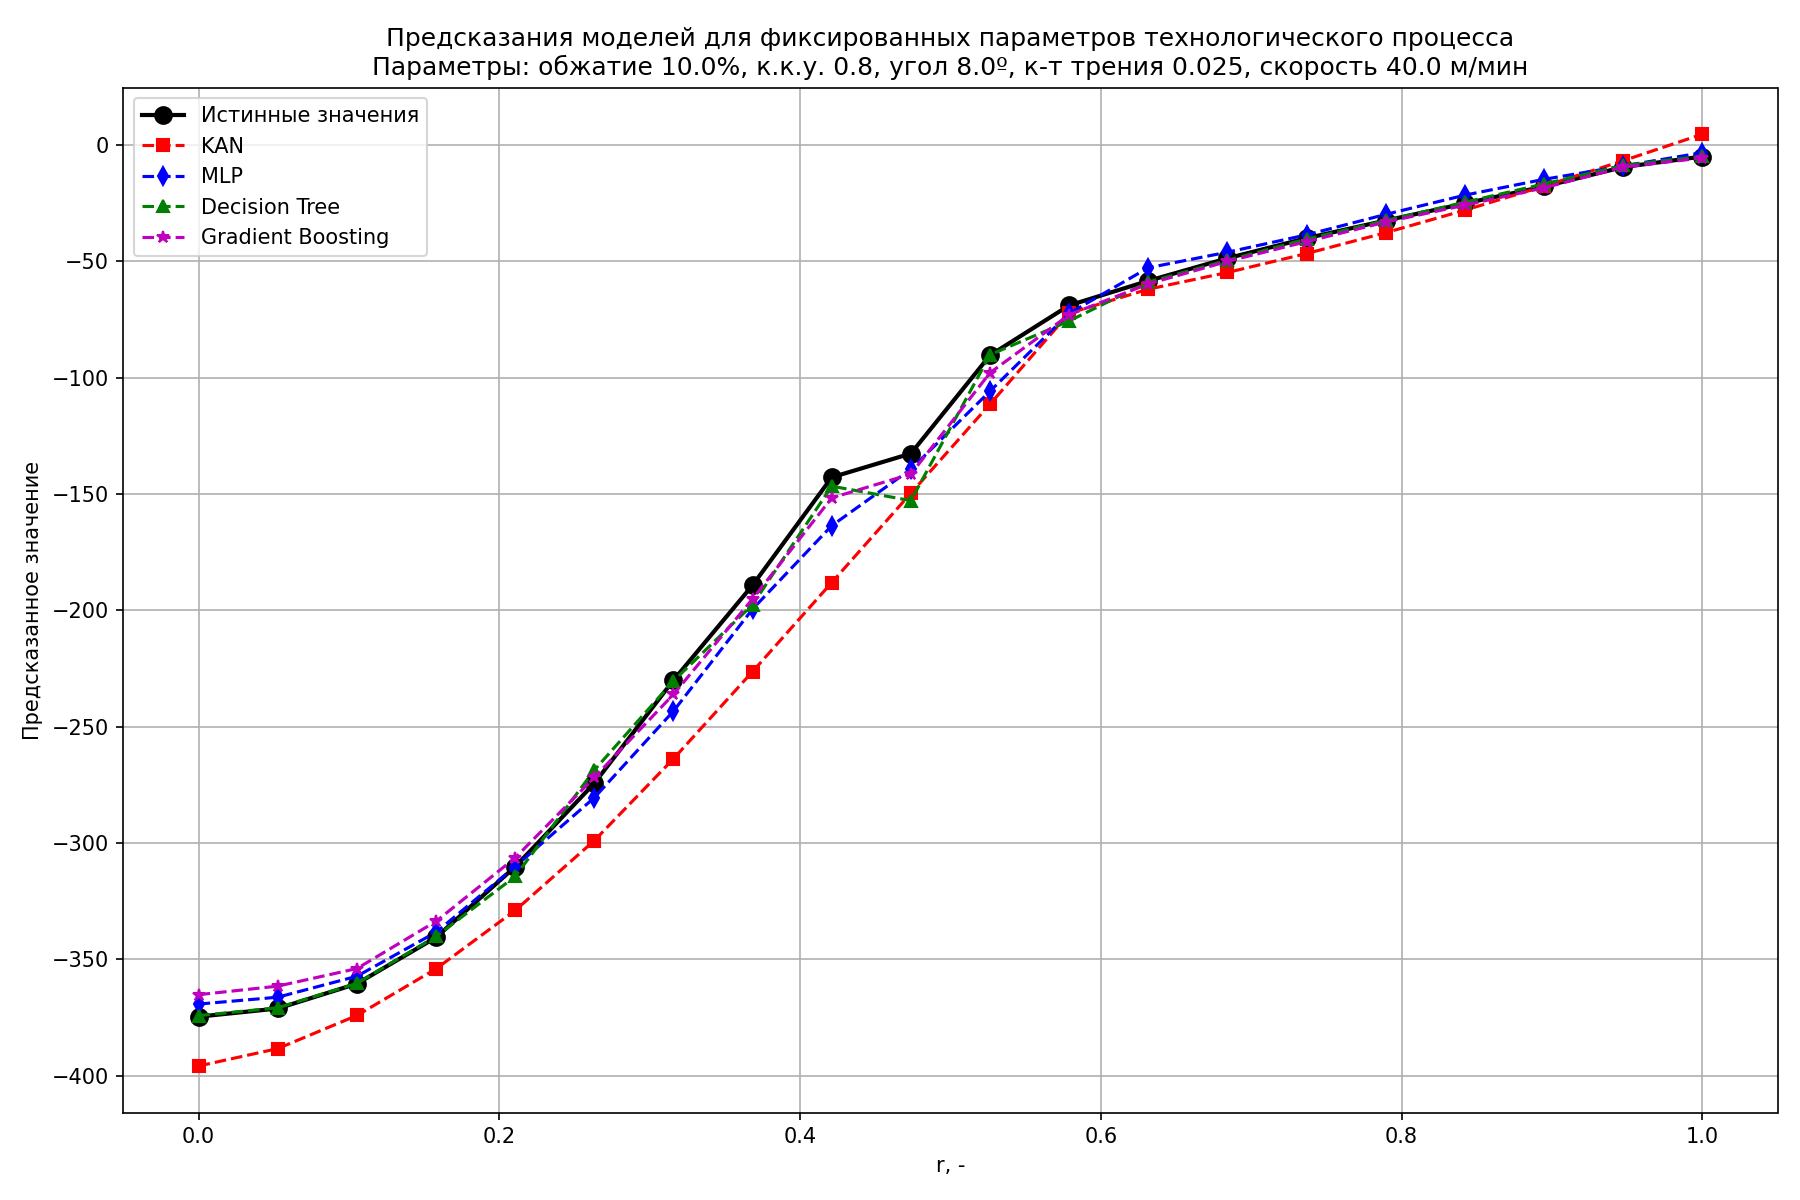 Предсказания моделей для фиксированных параметров технологического процесса
Параметры: обжатие 10.0%, к.к.у. 0.8, угол 8.0º, к-т трения 0.025, скорость 40.0 м/мин
Истинные значения
KAN
MLP
Decision Tree
Gradient Boosting
Предсказанное значение
0
−50
−100
−150
−200
−250
−300
−350
−400
0.0
0.2
0.4
0.6
0.8
1.0
r, -